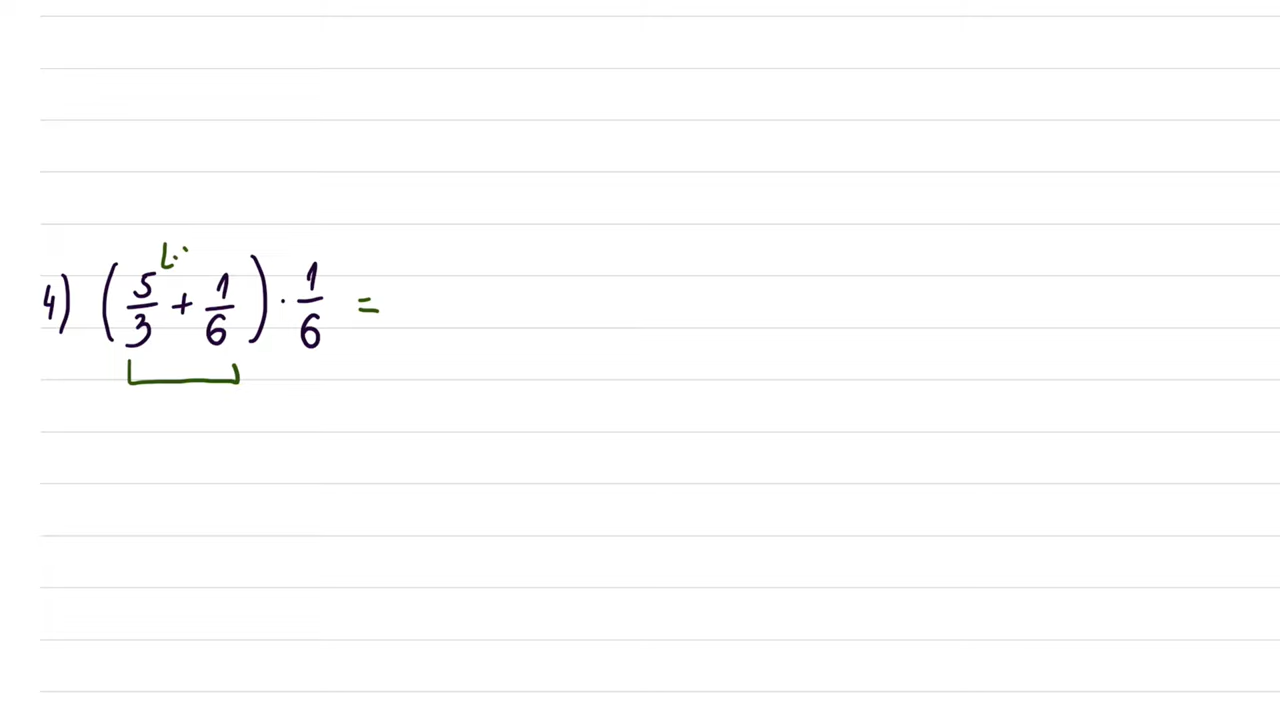 4) (5/3 + 1/6) · 1/6 =